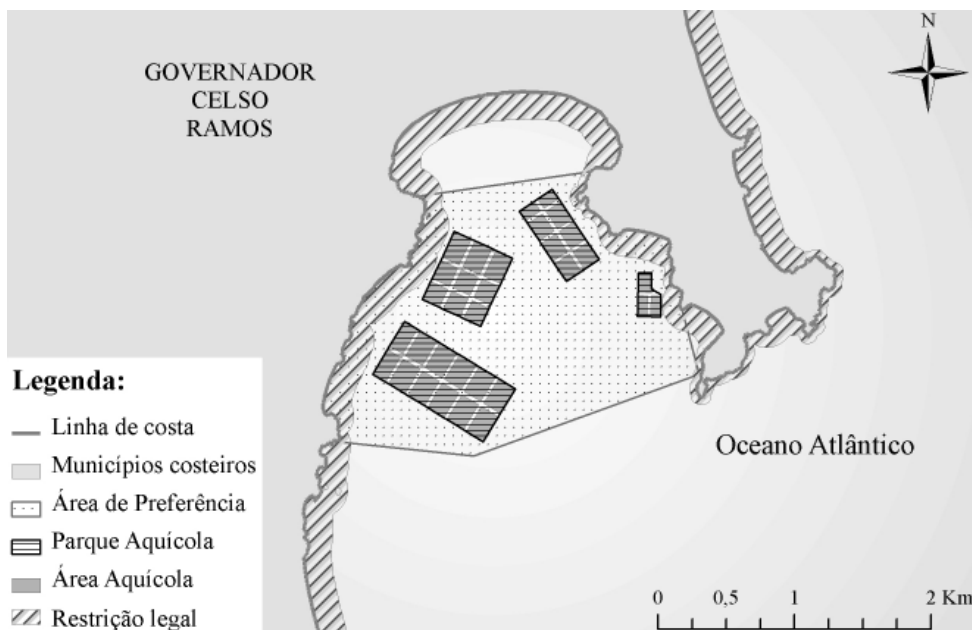 N
GOVERNADOR
CELSO
RAMOS
Legenda:
Linha de costa
Municípios costeiros
Área de Preferência
Parque Aquícola
Área Aquícola
Restrição legal
Oceano Atlântico
0 0,5 1 2 Km